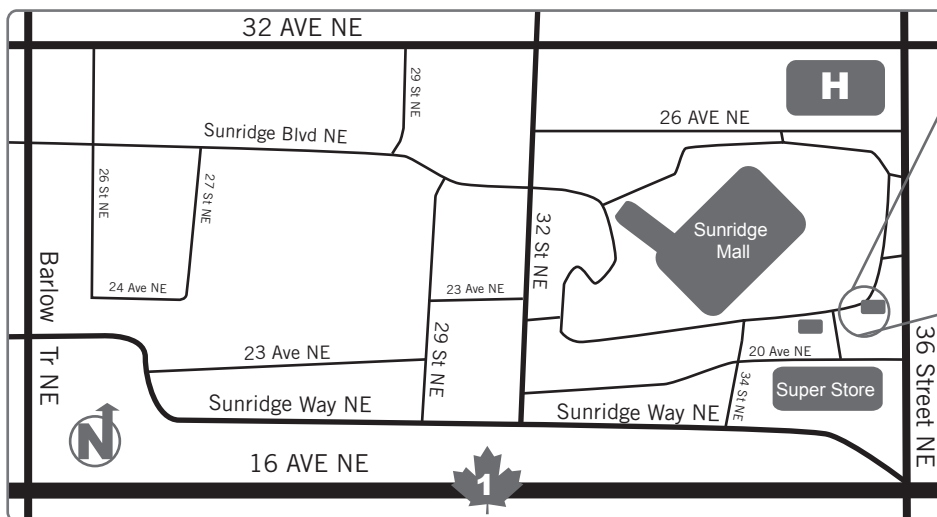 32 AVE NE
29 St NE
H
26 AVE NE
Sunridge Blvd NE
26 St NE
27 St NE
32 St NE
Sunridge
Mall
Barlow Tr NE
24 Ave NE
23 Ave NE
29 St NE
23 Ave NE
20 Ave NE
34 St NE
36 Street NE
Super Store
Sunridge Way NE
Sunridge Way NE
N
16 AVE NE
1